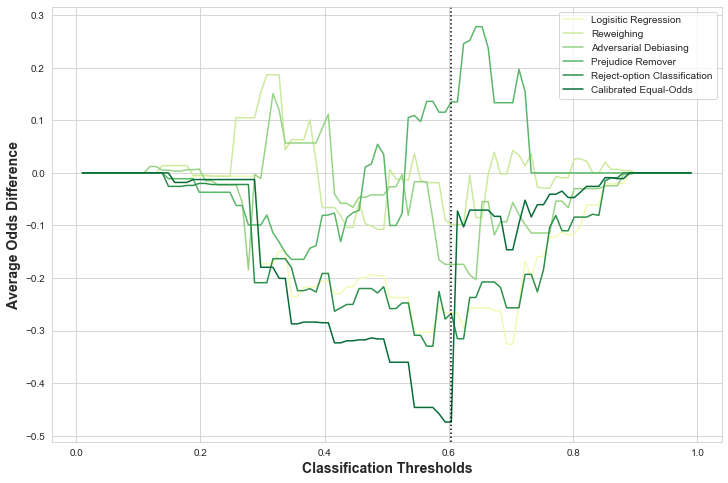 0.3
0.2
0.1
0.0
−0.1
−0.2
−0.3
−0.4
−0.5
Average Odds Difference
Logisitic Regression
Reweighing
Adversarial Debiasing
Prejudice Remover
Reject-option Classification
Calibrated Equal-Odds
0.0 0.2 0.4 0.6 0.8 1.0
Classification Thresholds